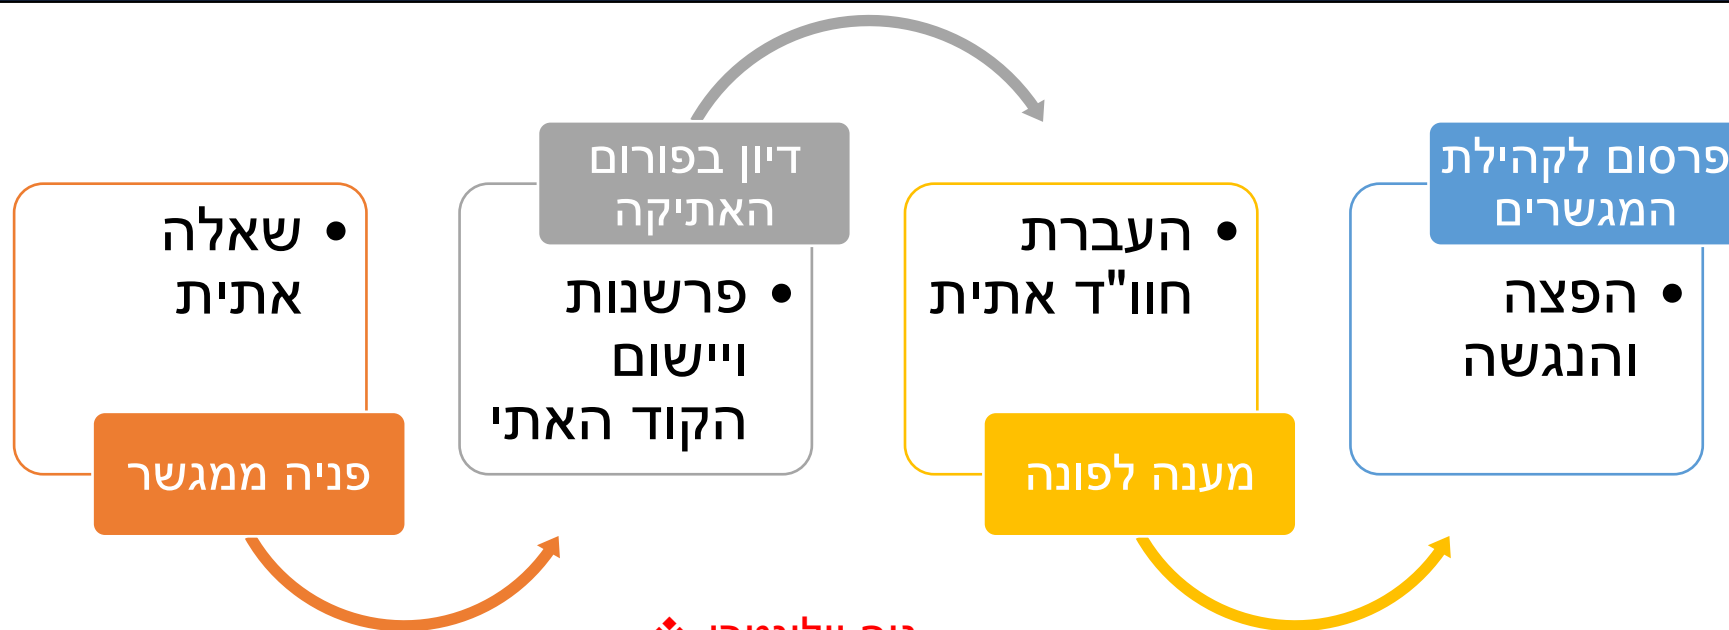 • שאלה
אתית
פניה ממגשר
דיון בפורום
האתיקה
• פרשנות
ויישום
הקוד האתי
• העברת
חוו"ד אתית
מענה לפונה
פרסום לקהילת
המגשרים
• הפצה
והנגשה